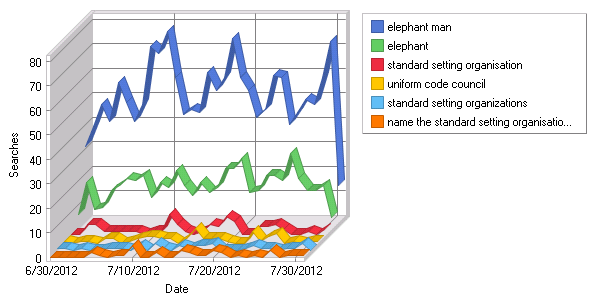 elephant man
elephant
standard setting organisation
uniform code council
standard setting organizations
name the standard setting organisatio...
Searches
80
70
60
50
40
30
20
10
0
6/30/2012 7/10/2012 7/20/2012 7/30/2012
Date